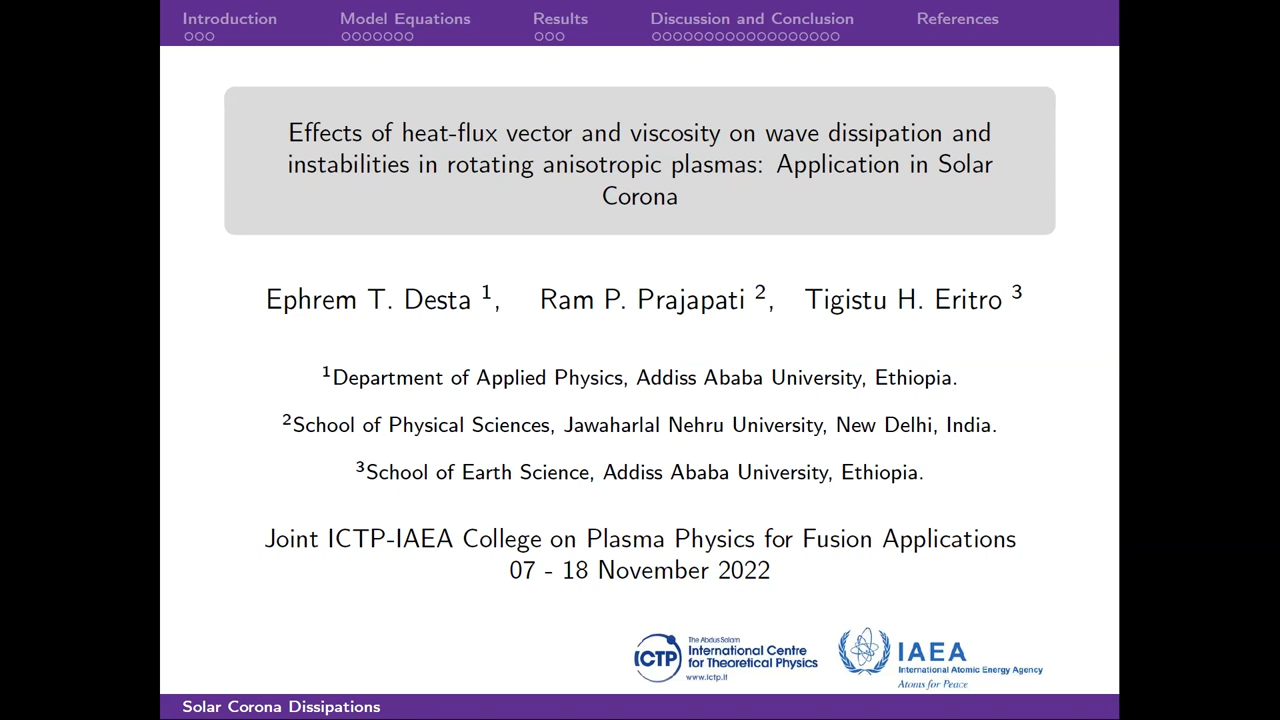 Introduction Model Equations Results Discussion and Conclusion References
Effects of heat-flux vector and viscosity on wave dissipation and
instabilities in rotating anisotropic plasmas: Application in Solar
Corona
Ephrem T. Desta 1, Ram P. Prajapati 2, Tigistu H. Eritro 3
1Department of Applied Physics, Addiss Ababa University, Ethiopia.
2School of Physical Sciences, Jawaharlal Nehru University, New Delhi, India.
3School of Earth Science, Addiss Ababa University, Ethiopia.
Joint ICTP-IAEA College on Plasma Physics for Fusion Applications
07 - 18 November 2022
ICTP
The Abdus Salam
International Centre
for Theoretical Physics
www.ictp.it
IAEA
International Atomic Energy Agency
Atoms for Peace
Solar Corona Dissipations